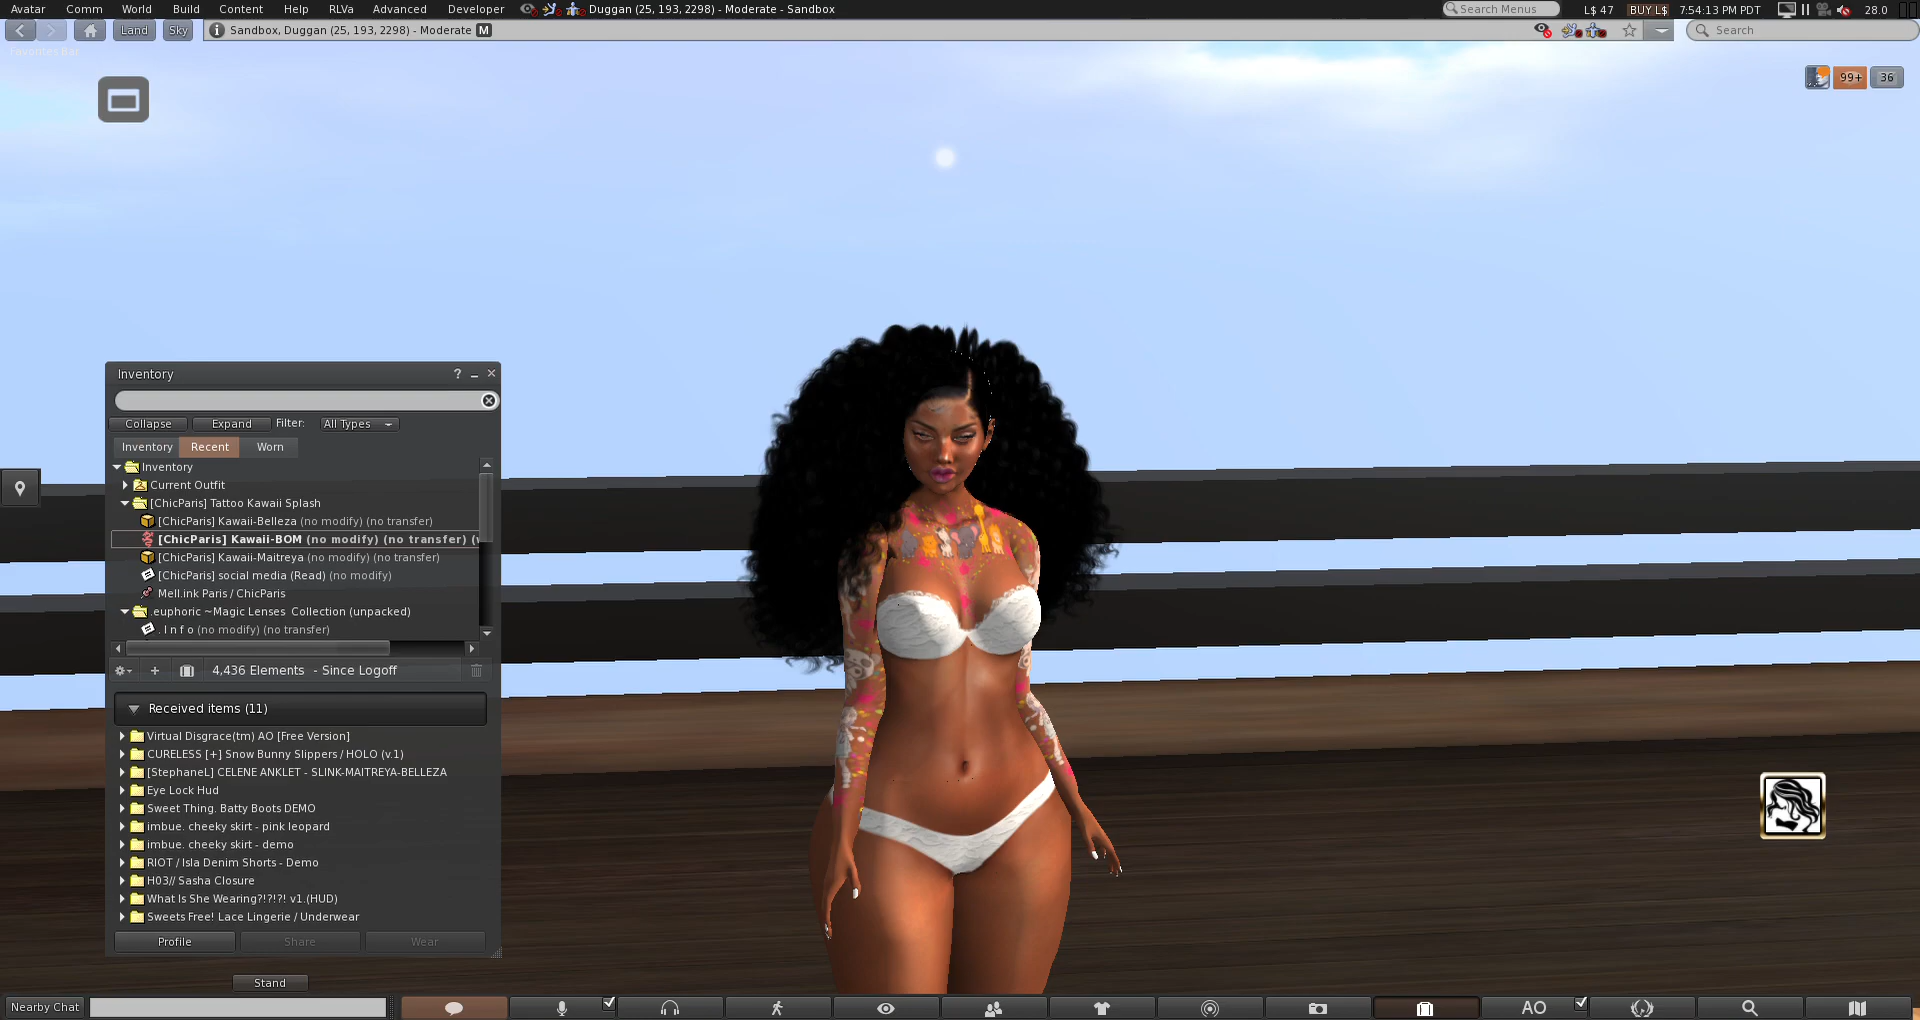 Avatar Comm World Build Content Help RLVa Advanced Developer Duggan (25, 193, 2298) - Moderate - Sandbox Search Menus L$ 47 BUY L$ 7:54:13 PM PDT 28.0
Land Sky Sandbox, Duggan (25, 193, 2298) - Moderate M Search
Favorites Bar
99+ 36
Inventory ?
Collapse Expand Filter: All Types
Inventory Recent Worn
Inventory
Current Outfit
[ChicParis] Tattoo Kawaii Splash
[ChicParis] Kawaii-Belleza (no modify) (no transfer)
[ChicParis] Kawaii-BOM (no modify) (no transfer) (
[ChicParis] Kawaii-Maitreya (no modify) (no transfer)
[ChicParis] social media (Read) (no modify)
Mell.ink Paris / ChicParis
.euphoric ~Magic Lenses Collection (unpacked)
. I n f o (no modify) (no transfer)
4,436 Elements - Since Logoff
Received items (11)
Virtual Disgrace(tm) AO [Free Version]
CURELESS [+] Snow Bunny Slippers / HOLO (v.1)
[StephaneL] CELENE ANKLET - SLINK-MAITREYA-BELLEZA
Eye Lock Hud
Sweet Thing. Batty Boots DEMO
imbue. cheeky skirt - pink leopard
imbue. cheeky skirt - demo
RIOT / Isla Denim Shorts - Demo
H03// Sasha Closure
What Is She Wearing?!?!?! v1.(HUD)
Sweets Free! Lace Lingerie / Underwear
Profile Share Wear
Stand
Nearby Chat AO